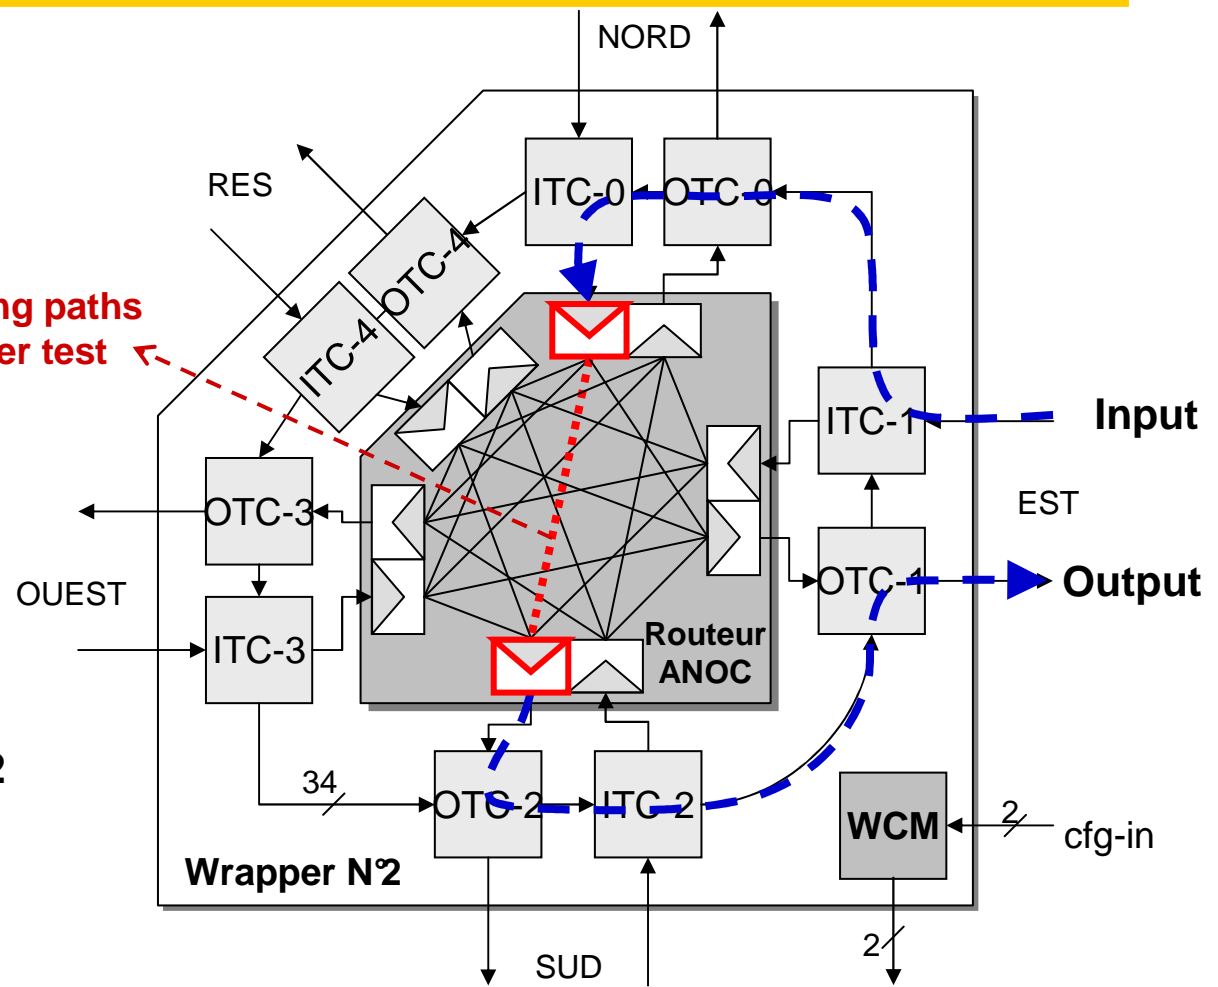 NORD
RES
ITC-0
OTC-0
OTC-4
ITC-4
ng paths
er test
ITC-1
Input
EST
OTC-3
OTC-1
Output
OUEST
ITC-3
Routeur
ANOC
2
34
OTC-2
ITC-2
WCM
2
cfg-in
Wrapper N°2
2
SUD